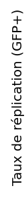 Taux de réplication (GFP+)